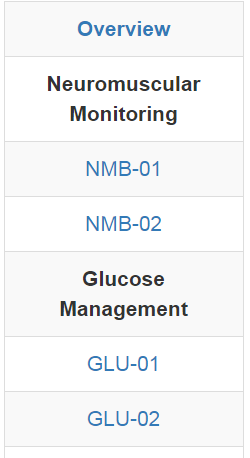 Overview
Neuromuscular
Monitoring
NMB-01
NMB-02
Glucose
Management
GLU-01
GLU-02